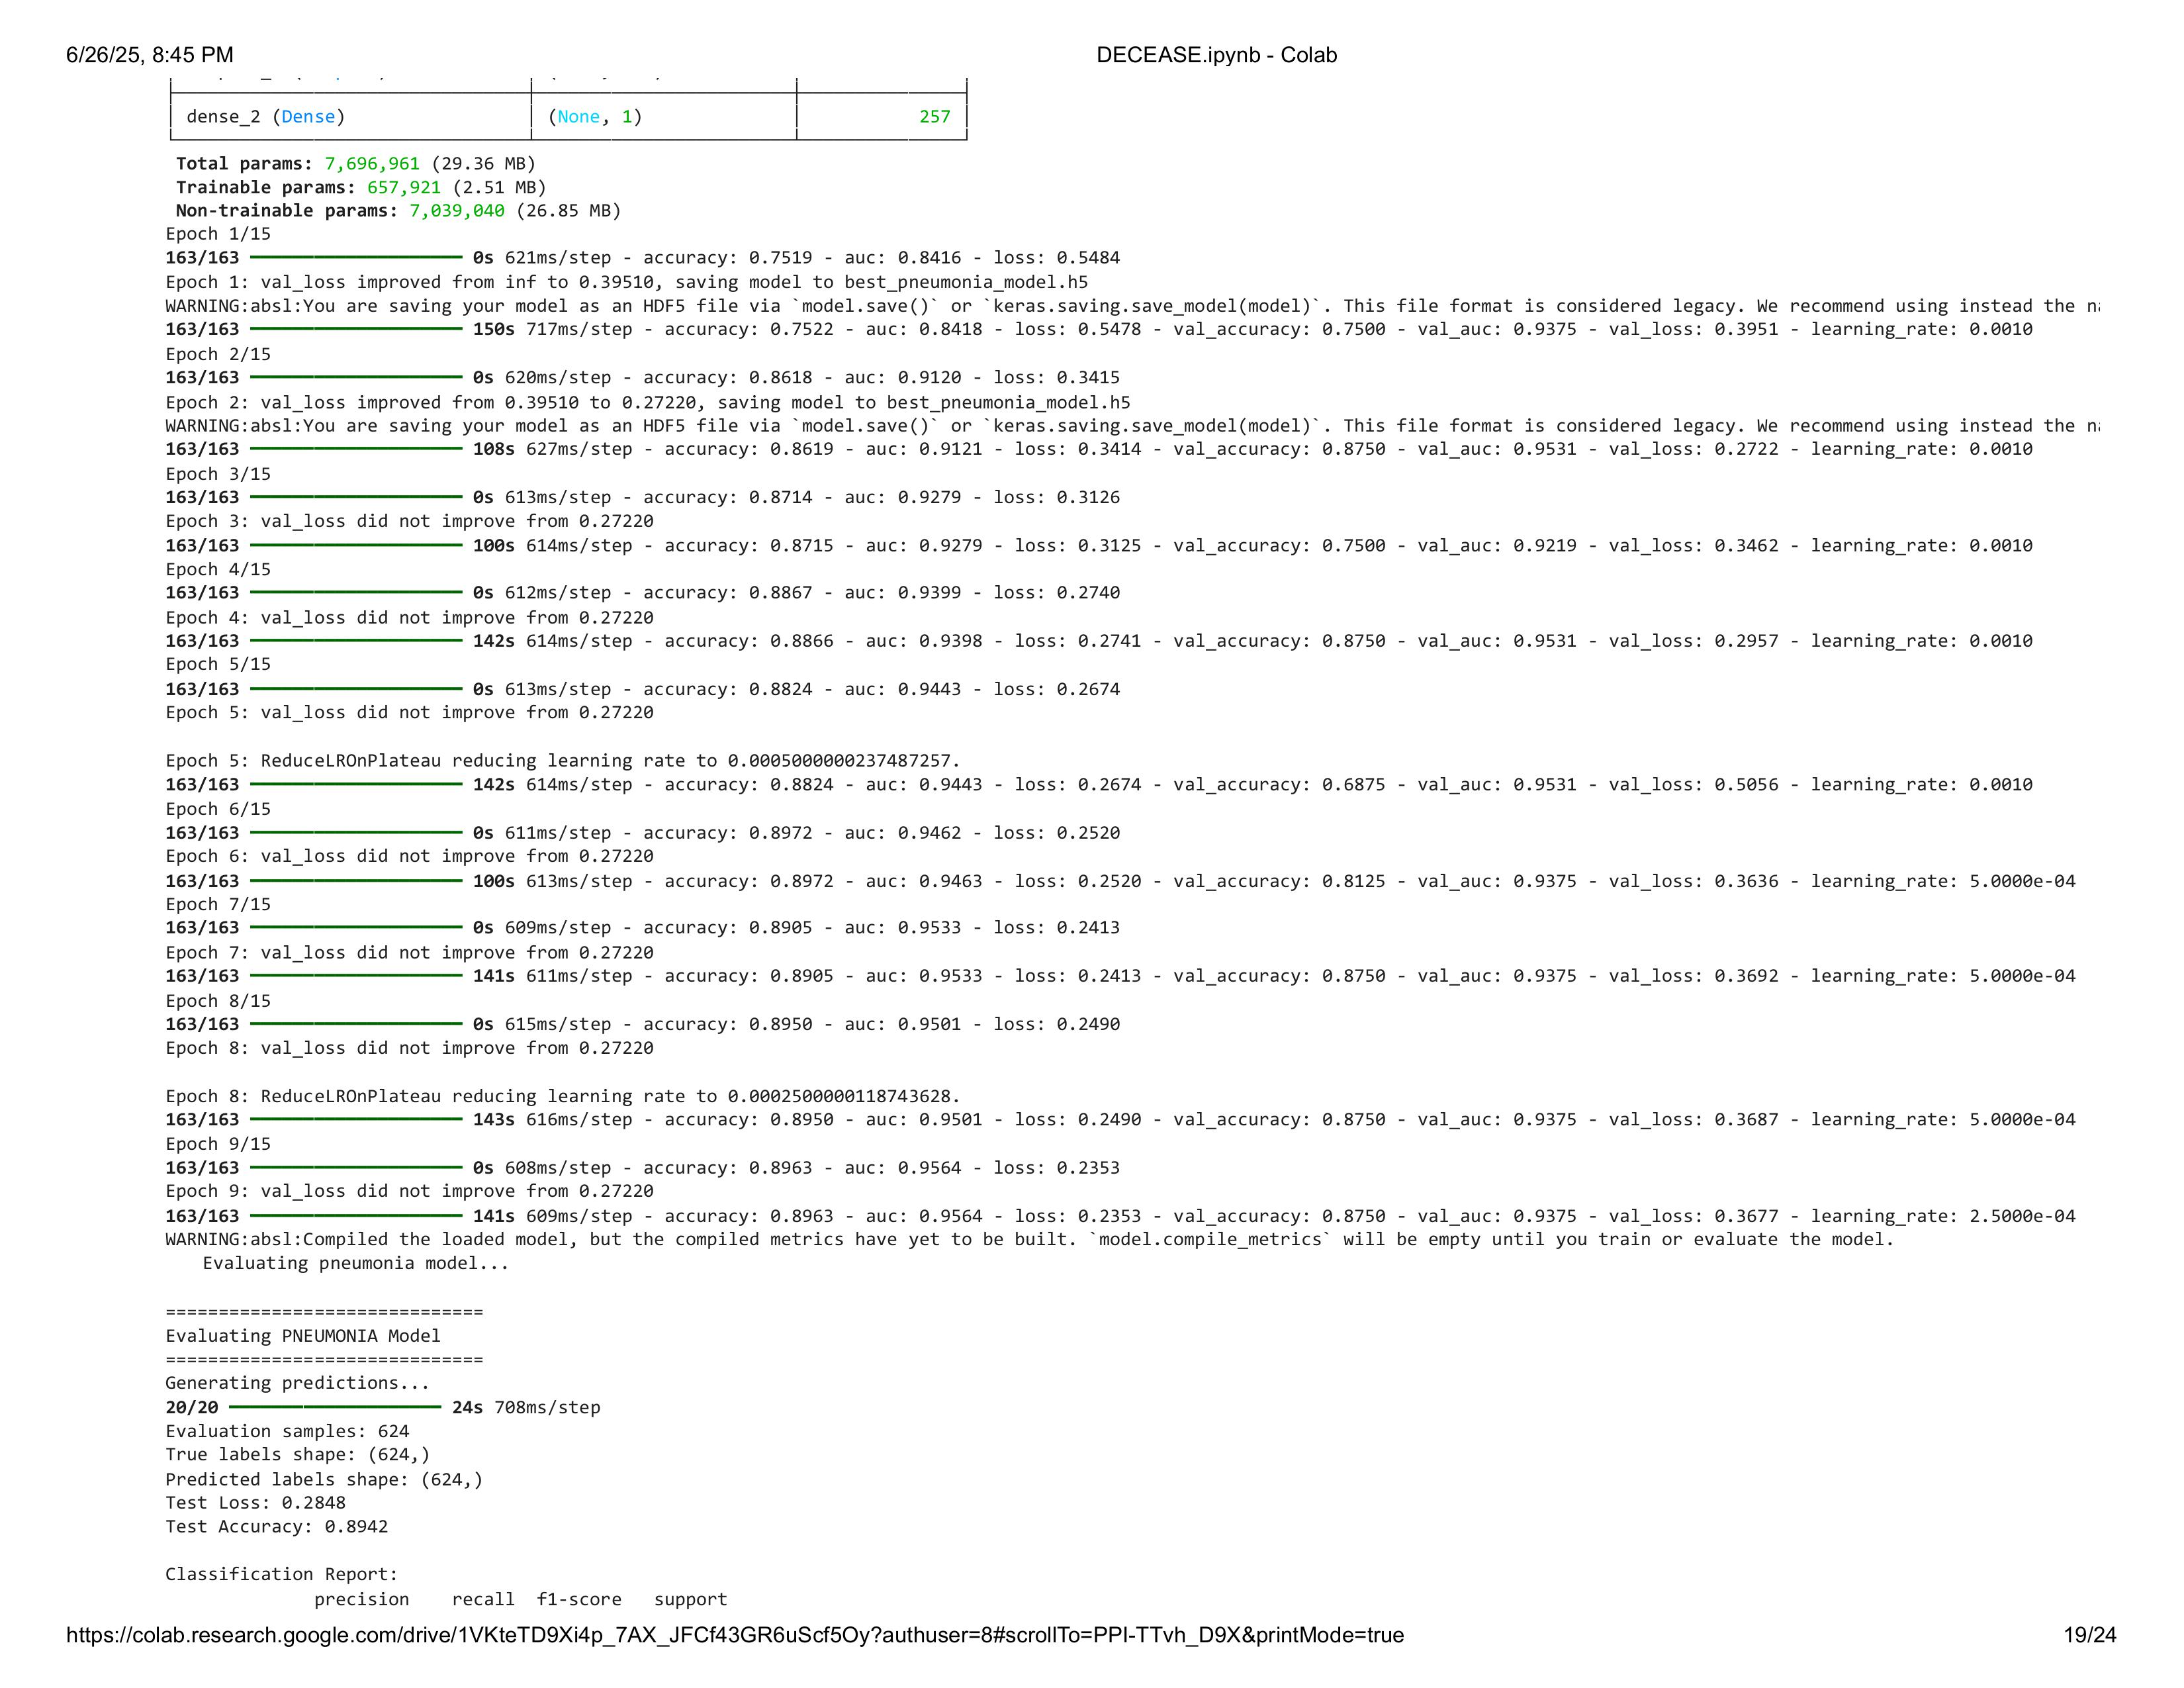 6/26/25, 8:45 PM DECEASE.ipynb - Colab
dense_2 (Dense) (None, 1) 257
Total params: 7,696,961 (29.36 MB)
Trainable params: 657,921 (2.51 MB)
Non-trainable params: 7,039,040 (26.85 MB)
Epoch 1/15
163/163 0s 621ms/step - accuracy: 0.7519 - auc: 0.8416 - loss: 0.5484
Epoch 1: val_loss improved from inf to 0.39510, saving model to best_pneumonia_model.h5
WARNING:absl:You are saving your model as an HDF5 file via `model.save()` or `keras.saving.save_model(model)`. This file format is considered legacy. We recommend using instead the
163/163 150s 717ms/step - accuracy: 0.7522 - auc: 0.8418 - loss: 0.5478 - val_accuracy: 0.7500 - val_auc: 0.9375 - val_loss: 0.3951 - learning_rate: 0.0010
Epoch 2/15
163/163 0s 620ms/step - accuracy: 0.8618 - auc: 0.9120 - loss: 0.3415
Epoch 2: val_loss improved from 0.39510 to 0.27220, saving model to best_pneumonia_model.h5
WARNING:absl:You are saving your model as an HDF5 file via `model.save()` or `keras.saving.save_model(model)`. This file format is considered legacy. We recommend using instead the
163/163 108s 627ms/step - accuracy: 0.8619 - auc: 0.9121 - loss: 0.3414 - val_accuracy: 0.8750 - val_auc: 0.9531 - val_loss: 0.2722 - learning_rate: 0.0010
Epoch 3/15
163/163 0s 613ms/step - accuracy: 0.8714 - auc: 0.9279 - loss: 0.3126
Epoch 3: val_loss did not improve from 0.27220
163/163 100s 614ms/step - accuracy: 0.8715 - auc: 0.9279 - loss: 0.3125 - val_accuracy: 0.7500 - val_auc: 0.9219 - val_loss: 0.3462 - learning_rate: 0.0010
Epoch 4/15
163/163 0s 612ms/step - accuracy: 0.8867 - auc: 0.9399 - loss: 0.2740
Epoch 4: val_loss did not improve from 0.27220
163/163 142s 614ms/step - accuracy: 0.8866 - auc: 0.9398 - loss: 0.2741 - val_accuracy: 0.8750 - val_auc: 0.9531 - val_loss: 0.2957 - learning_rate: 0.0010
Epoch 5/15
163/163 0s 613ms/step - accuracy: 0.8824 - auc: 0.9443 - loss: 0.2674
Epoch 5: val_loss did not improve from 0.27220
Epoch 5: ReduceLROnPlateau reducing learning rate to 0.0005000000237487257.
163/163 142s 614ms/step - accuracy: 0.8824 - auc: 0.9443 - loss: 0.2674 - val_accuracy: 0.6875 - val_auc: 0.9531 - val_loss: 0.5056 - learning_rate: 0.0010
Epoch 6/15
163/163 0s 611ms/step - accuracy: 0.8972 - auc: 0.9462 - loss: 0.2520
Epoch 6: val_loss did not improve from 0.27220
163/163 100s 613ms/step - accuracy: 0.8972 - auc: 0.9463 - loss: 0.2520 - val_accuracy: 0.8125 - val_auc: 0.9375 - val_loss: 0.3636 - learning_rate: 5.0000e-04
Epoch 7/15
163/163 0s 609ms/step - accuracy: 0.8905 - auc: 0.9533 - loss: 0.2413
Epoch 7: val_loss did not improve from 0.27220
163/163 141s 611ms/step - accuracy: 0.8905 - auc: 0.9533 - loss: 0.2413 - val_accuracy: 0.8750 - val_auc: 0.9375 - val_loss: 0.3692 - learning_rate: 5.0000e-04
Epoch 8/15
163/163 0s 615ms/step - accuracy: 0.8950 - auc: 0.9501 - loss: 0.2490
Epoch 8: val_loss did not improve from 0.27220
Epoch 8: ReduceLROnPlateau reducing learning rate to 0.0002500000118743628.
163/163 143s 616ms/step - accuracy: 0.8950 - auc: 0.9501 - loss: 0.2490 - val_accuracy: 0.8750 - val_auc: 0.9375 - val_loss: 0.3687 - learning_rate: 5.0000e-04
Epoch 9/15
163/163 0s 608ms/step - accuracy: 0.8963 - auc: 0.9564 - loss: 0.2353
Epoch 9: val_loss did not improve from 0.27220
163/163 141s 609ms/step - accuracy: 0.8963 - auc: 0.9564 - loss: 0.2353 - val_accuracy: 0.8750 - val_auc: 0.9375 - val_loss: 0.3677 - learning_rate: 2.5000e-04
WARNING:absl:Compiled the loaded model, but the compiled metrics have yet to be built. `model.compile_metrics` will be empty until you train or evaluate the model.
Evaluating pneumonia model...
==============================
Evaluating PNEUMONIA Model
==============================
Generating predictions...
20/20 24s 708ms/step
Evaluation samples: 624
True labels shape: (624,)
Predicted labels shape: (624,)
Test Loss: 0.2848
Test Accuracy: 0.8942
Classification Report:
precision recall f1-score support
https://colab.research.google.com/drive/1VKteTD9Xi4p_7AX_JFCf43GR6uScf5Oy?authuser=8#scrollTo=PPI-TTvh_D9X&printMode=true 19/24